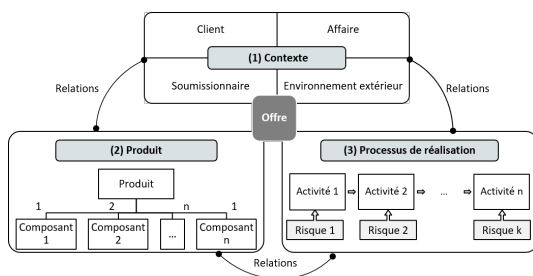 Client
Affaire
(1) Contexte
Soumissionnaire
Environnement extérieur
Relations
Relations
Offre
(2) Produit
Produit
1
2
n
1
Composant
1
Composant
2
...
Composant
n
(3) Processus de réalisation
Activité 1
Activité 2
...
Activité n
Risque 1
Risque 2
Risque k
Relations